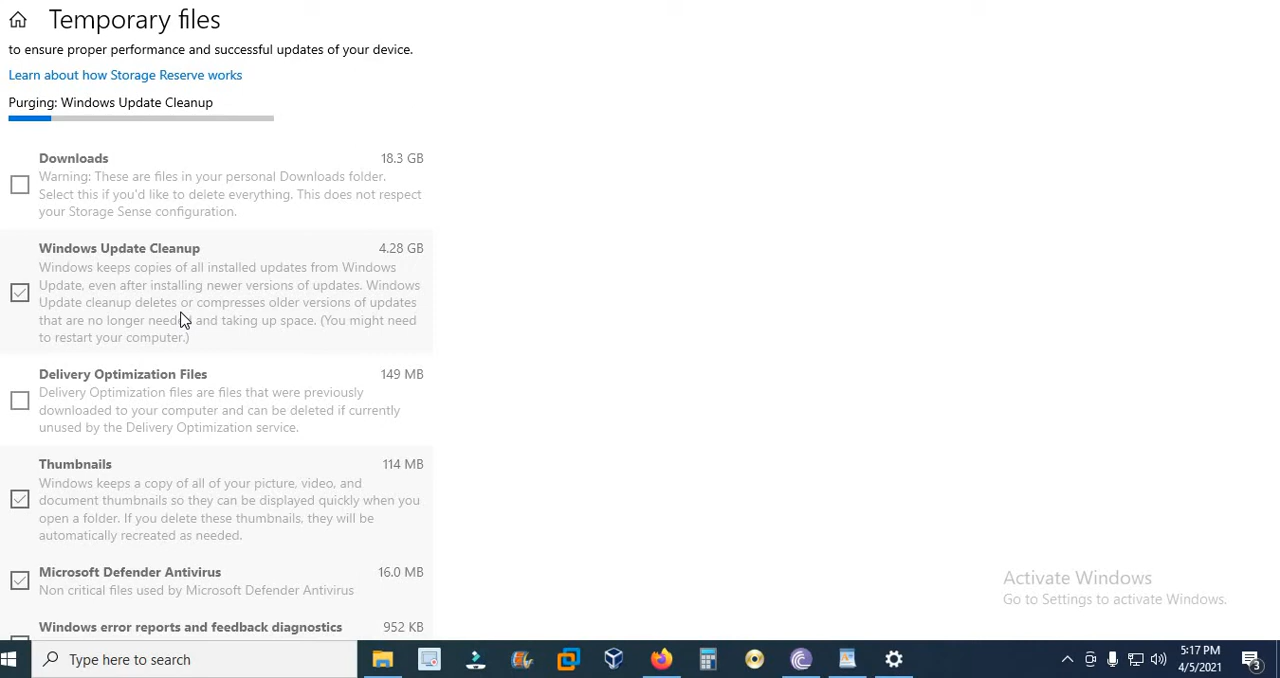 Temporary files
to ensure proper performance and successful updates of your device.
Learn about how Storage Reserve works
Purging: Windows Update Cleanup
Downloads 18.3 GB
Warning: These are files in your personal Downloads folder.
Select this if you'd like to delete everything. This does not respect
your Storage Sense configuration.
Windows Update Cleanup 4.28 GB
Windows keeps copies of all installed updates from Windows
Update, even after installing newer versions of updates. Windows
Update cleanup deletes or compresses older versions of updates
that are no longer needed and taking up space. (You might need
to restart your computer.)
Delivery Optimization Files 149 MB
Delivery Optimization files are files that were previously
downloaded to your computer and can be deleted if currently
unused by the Delivery Optimization service.
Thumbnails 114 MB
Windows keeps a copy of all of your picture, video, and
document thumbnails so they can be displayed quickly when you
open a folder. If you delete these thumbnails, they will be
automatically recreated as needed.
Microsoft Defender Antivirus 16.0 MB
Non critical files used by Microsoft Defender Antivirus
Windows error reports and feedback diagnostics 952 KB
Activate Windows
Go to Settings to activate Windows.
Type here to search
5:17 PM
4/5/2021
3